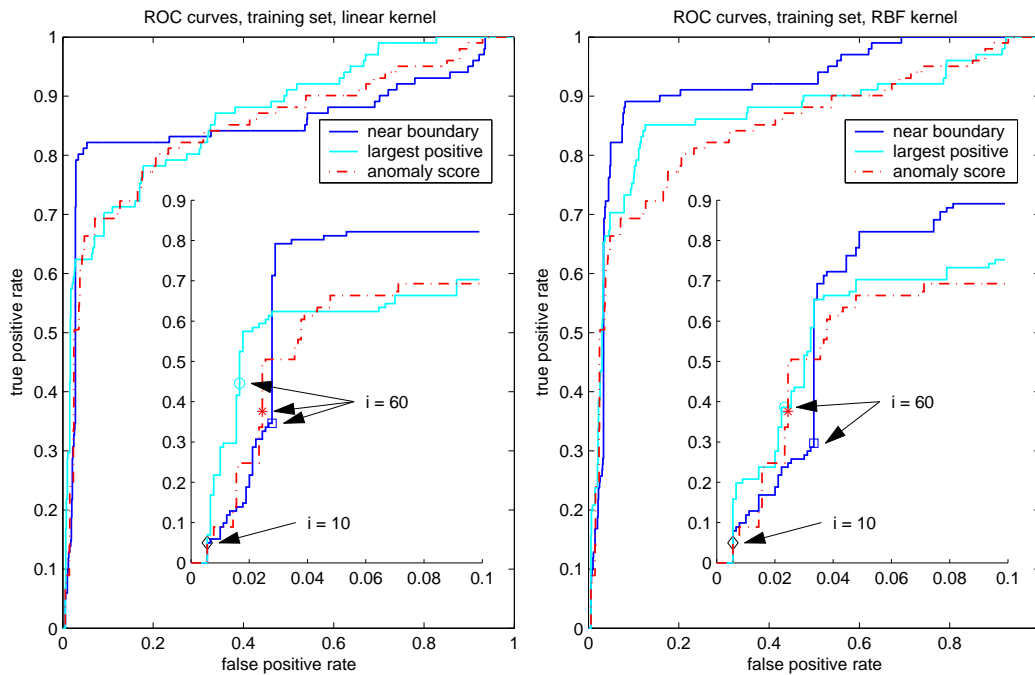 ROC curves, training set, linear kernel
1
0.9
0.8
0.7
0.6
0.5
0.4
0.3
0.2
0.1
0
true positive rate
near boundary
largest positive
anomaly score
0.9
0.8
0.7
0.6
0.5
0.4
0.3
0.2
0.1
0
i = 60
i = 10
0 0.02 0.04 0.06 0.08 0.1
0 0.2 0.4 0.6 0.8 1
false positive rate
ROC curves, training set, RBF kernel
1
0.9
0.8
0.7
0.6
0.5
0.4
0.3
0.2
0.1
0
true positive rate
near boundary
largest positive
anomaly score
0.9
0.8
0.7
0.6
0.5
0.4
0.3
0.2
0.1
0
i = 60
i = 10
0 0.02 0.04 0.06 0.08 0.1
0 0.2 0.4 0.6 0.8
false positive rate